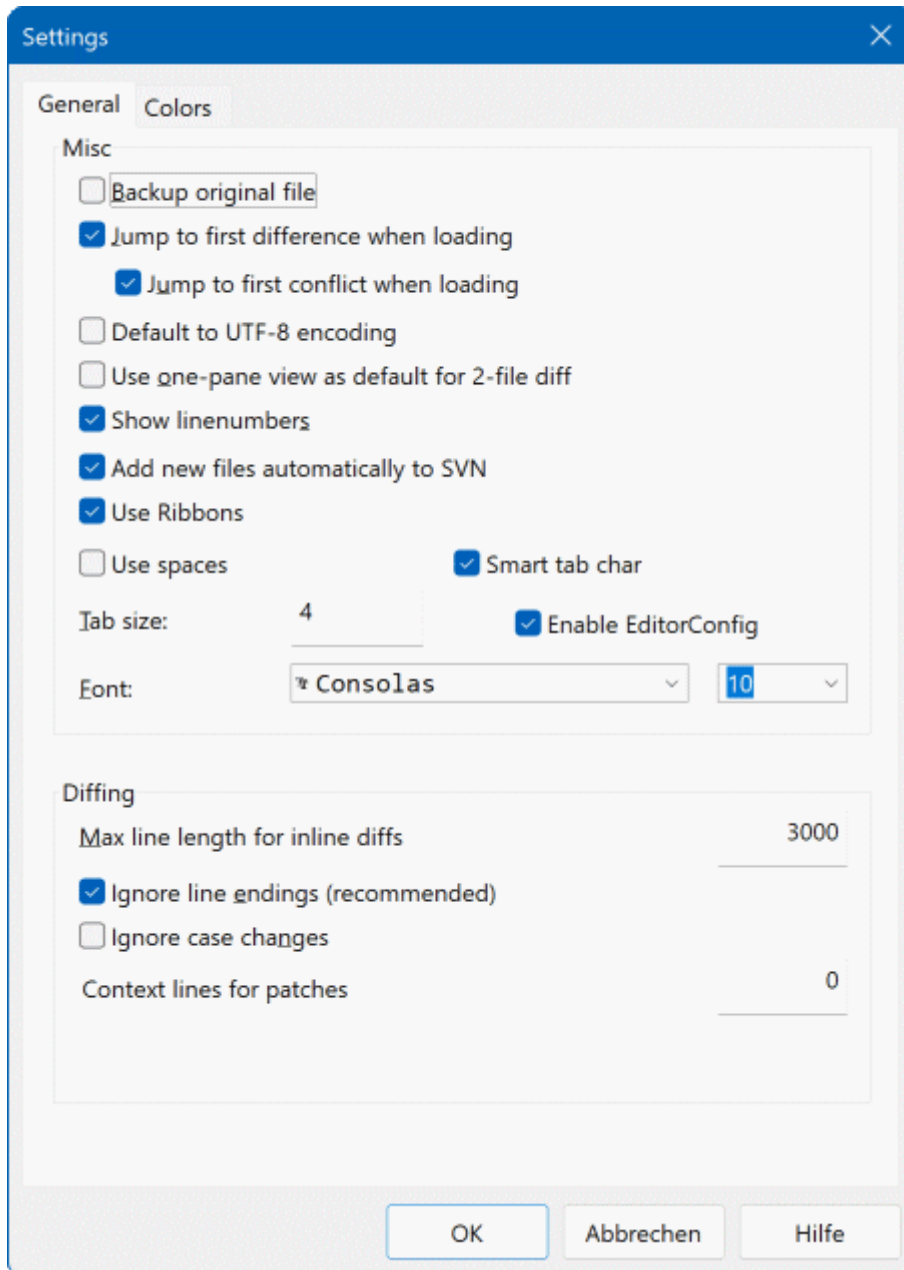 Settings
General Colors
Misc
Backup original file
Jump to first difference when loading
Jump to first conflict when loading
Default to UTF-8 encoding
Use one-pane view as default for 2-file diff
Show linenumbers
Add new files automatically to SVN
Use Ribbons
Use spaces Smart tab char
Tab size: 4 Enable EditorConfig
Font: Consolas 10
Diffing
Max line length for inline diffs 3000
Ignore line endings (recommended)
Ignore case changes
Context lines for patches 0
OK Abbrechen Hilfe